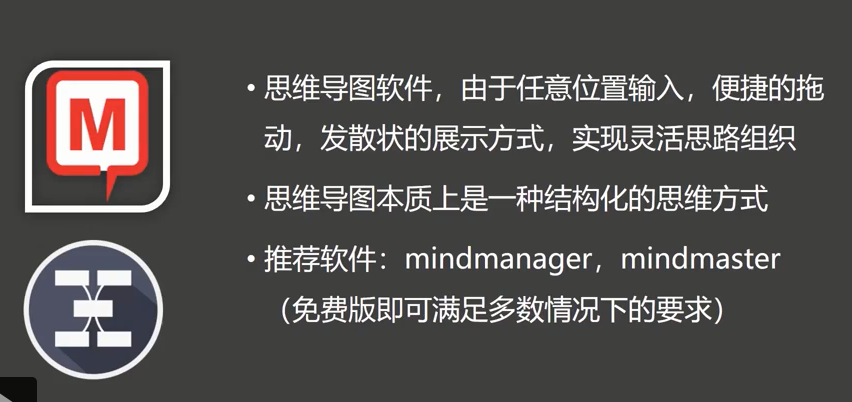 M
• 思维导图软件，由于任意位置输入，便捷的拖
动，发散状的展示方式，实现灵活思路组织
• 思维导图本质上是一种结构化的思维方式
• 推荐软件：mindmanager，mindmaster
（免费版即可满足多数情况下的要求）